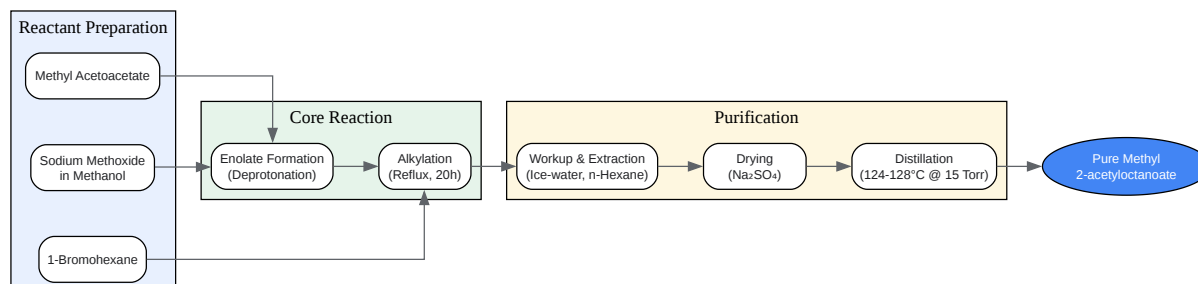 Reactant Preparation
Methyl Acetoacetate
Sodium Methoxide
in Methanol
1-Bromohexane
Core Reaction
Enolate Formation
(Deprotonation)
Alkylation
(Reflux, 20h)
Purification
Workup & Extraction
(Ice-water, n-Hexane)
Drying
(Na₂SO₄)
Distillation
(124-128°C @ 15 Torr)
Pure Methyl
2-acetyloctanoate